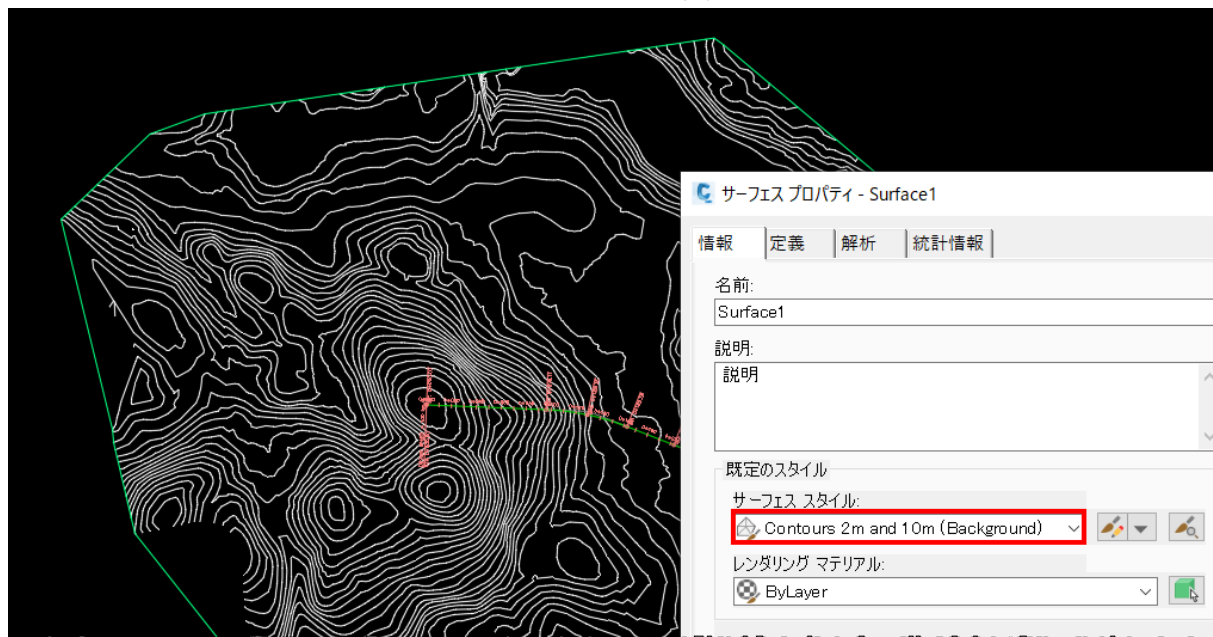 サーフェス プロパティ - Surface1
情報
定義
解析
統計情報
名前:
Surface1
説明:
説明
既定のスタイル
サーフェス スタイル:
Contours 2m and 10m (Background)
レンダリング マテリアル:
ByLayer